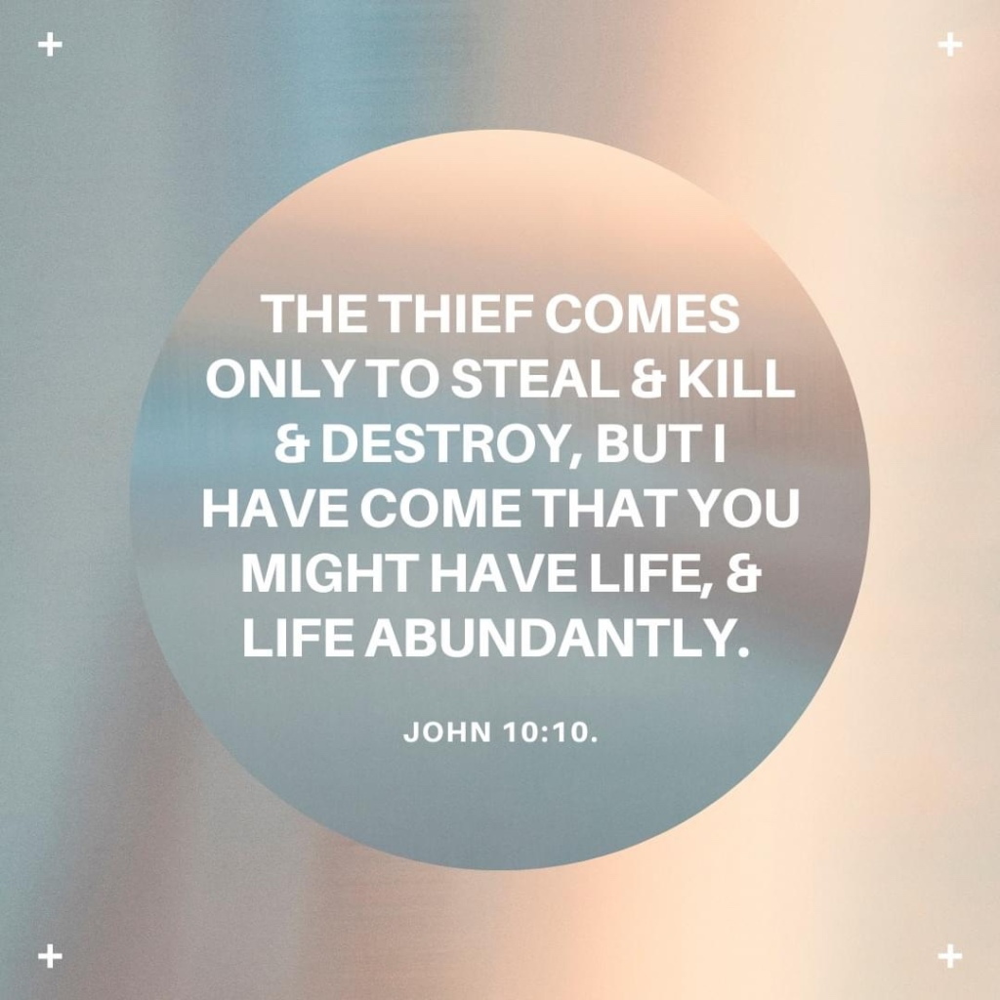 THE THIEF COMES
ONLY TO STEAL & KILL
& DESTROY, BUT I
HAVE COME THAT YOU
MIGHT HAVE LIFE, &
LIFE ABUNDANTLY.
JOHN 10:10.